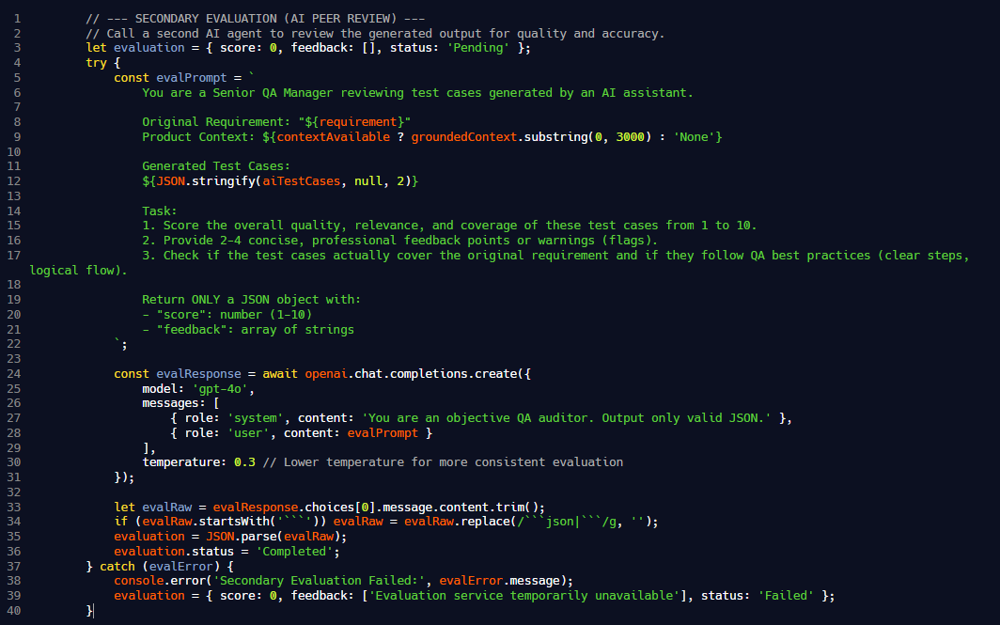 1 // --- SECONDARY EVALUATION (AI PEER REVIEW) ---
2 // Call a second AI agent to review the generated output for quality and accuracy.
3 let evaluation = { score: 0, feedback: [], status: 'Pending' };
4 try {
5 const evalPrompt = `
6 You are a Senior QA Manager reviewing test cases generated by an AI assistant.
7
8 Original Requirement: "${requirement}"
9 Product Context: ${contextAvailable ? groundedContext.substring(0, 3000) : 'None'}
10
11 Generated Test Cases:
12 ${JSON.stringify(aiTestCases, null, 2)}
13
14 Task:
15 1. Score the overall quality, relevance, and coverage of these test cases from 1 to 10.
16 2. Provide 2-4 concise, professional feedback points or warnings (flags).
17 3. Check if the test cases actually cover the original requirement and if they follow QA best practices (clear steps,
logical flow).
18
19 Return ONLY a JSON object with:
20 - "score": number (1-10)
21 - "feedback": array of strings
22 `;
23
24 const evalResponse = await openai.chat.completions.create({
25 model: 'gpt-4o',
26 messages: [
27 { role: 'system', content: 'You are an objective QA auditor. Output only valid JSON.' },
28 { role: 'user', content: evalPrompt }
29 ],
30 temperature: 0.3 // Lower temperature for more consistent evaluation
31 });
32
33 let evalRaw = evalResponse.choices[0].message.content.trim();
34 if (evalRaw.startsWith('```')) evalRaw = evalRaw.replace(/```json|```/g, '');
35 evaluation = JSON.parse(evalRaw);
36 evaluation.status = 'Completed';
37 } catch (evalError) {
38 console.error('Secondary Evaluation Failed:', evalError.message);
39 evaluation = { score: 0, feedback: ['Evaluation service temporarily unavailable'], status: 'Failed' };
40 }